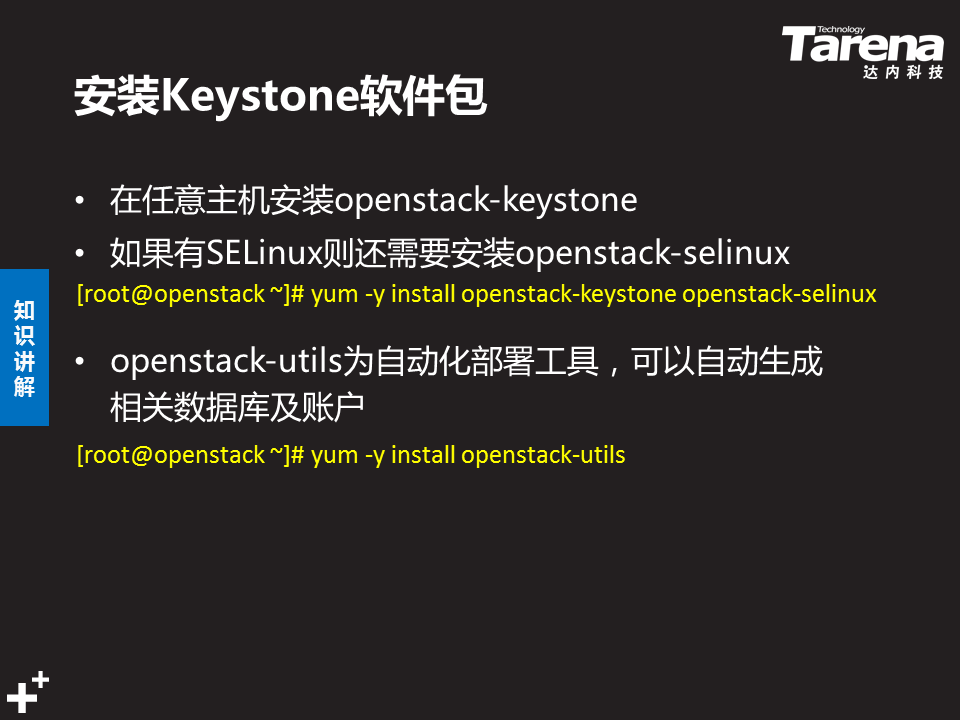 Technology
Tarena
达内科技
安装Keystone软件包
• 在任意主机安装openstack-keystone
• 如果有SELinux则还需要安装openstack-selinux
[root@openstack ~]# yum -y install openstack-keystone openstack-selinux
知识讲解
• openstack-utils为自动化部署工具，可以自动生成
相关数据库及账户
[root@openstack ~]# yum -y install openstack-utils